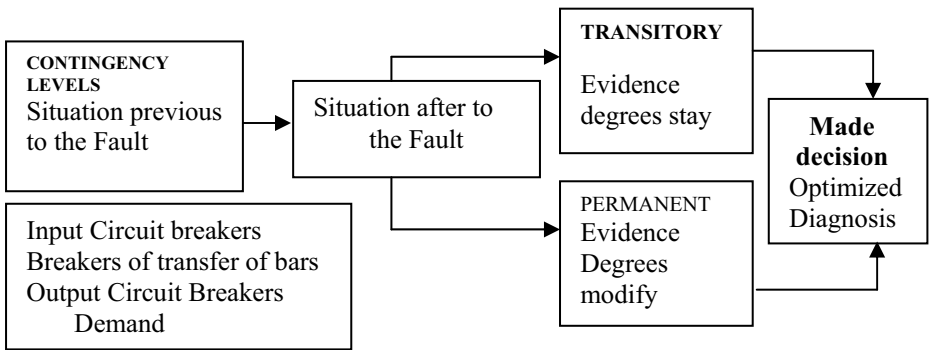 CONTINGENCY
LEVELS
Situation previous
to the Fault
Situation after to
the Fault
TRANSITORY
Evidence
degrees stay
PERMANENT
Evidence
Degrees
modify
Made
decision
Optimized
Diagnosis
Input Circuit breakers
Breakers of transfer of bars
Output Circuit Breakers
Demand